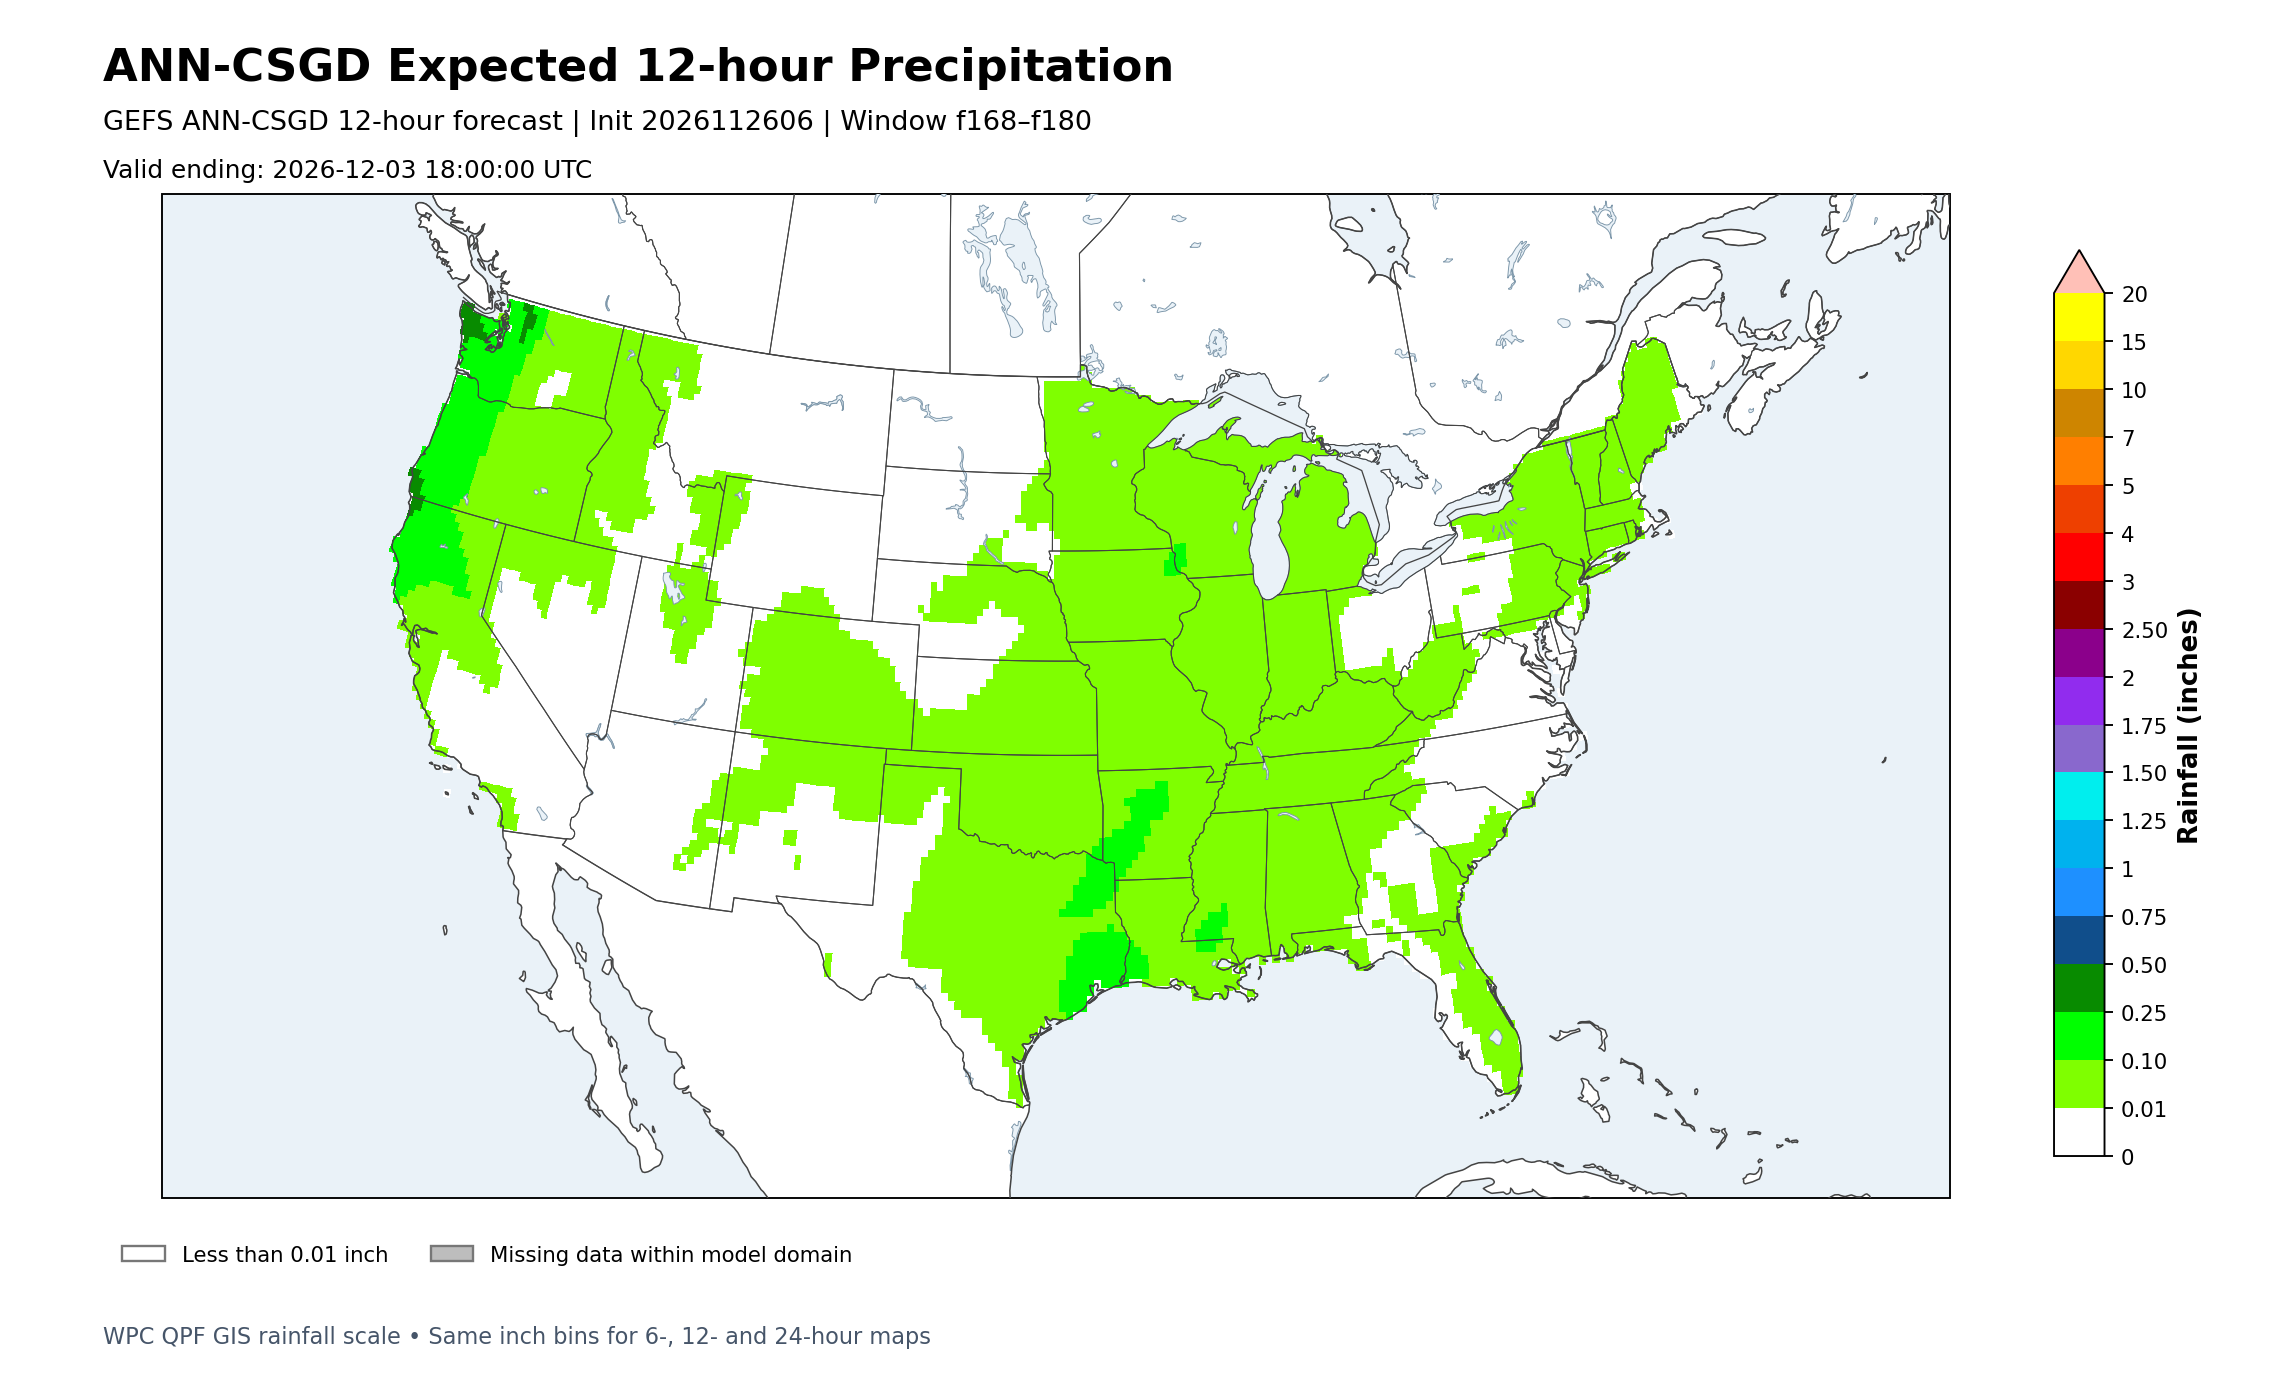 ANN-CSGD Expected 12-hour Precipitation
GEFS ANN-CSGD 12-hour forecast | Init 2026112606 | Window f168–f180
Valid ending: 2026-12-03 18:00:00 UTC
20
15
10
7
5
4
3
2.50
2
1.75
1.50
1.25
1
0.75
0.50
0.25
0.10
0.01
0
Rainfall (inches)
Less than 0.01 inch
Missing data within model domain
WPC QPF GIS rainfall scale • Same inch bins for 6-, 12- and 24-hour maps